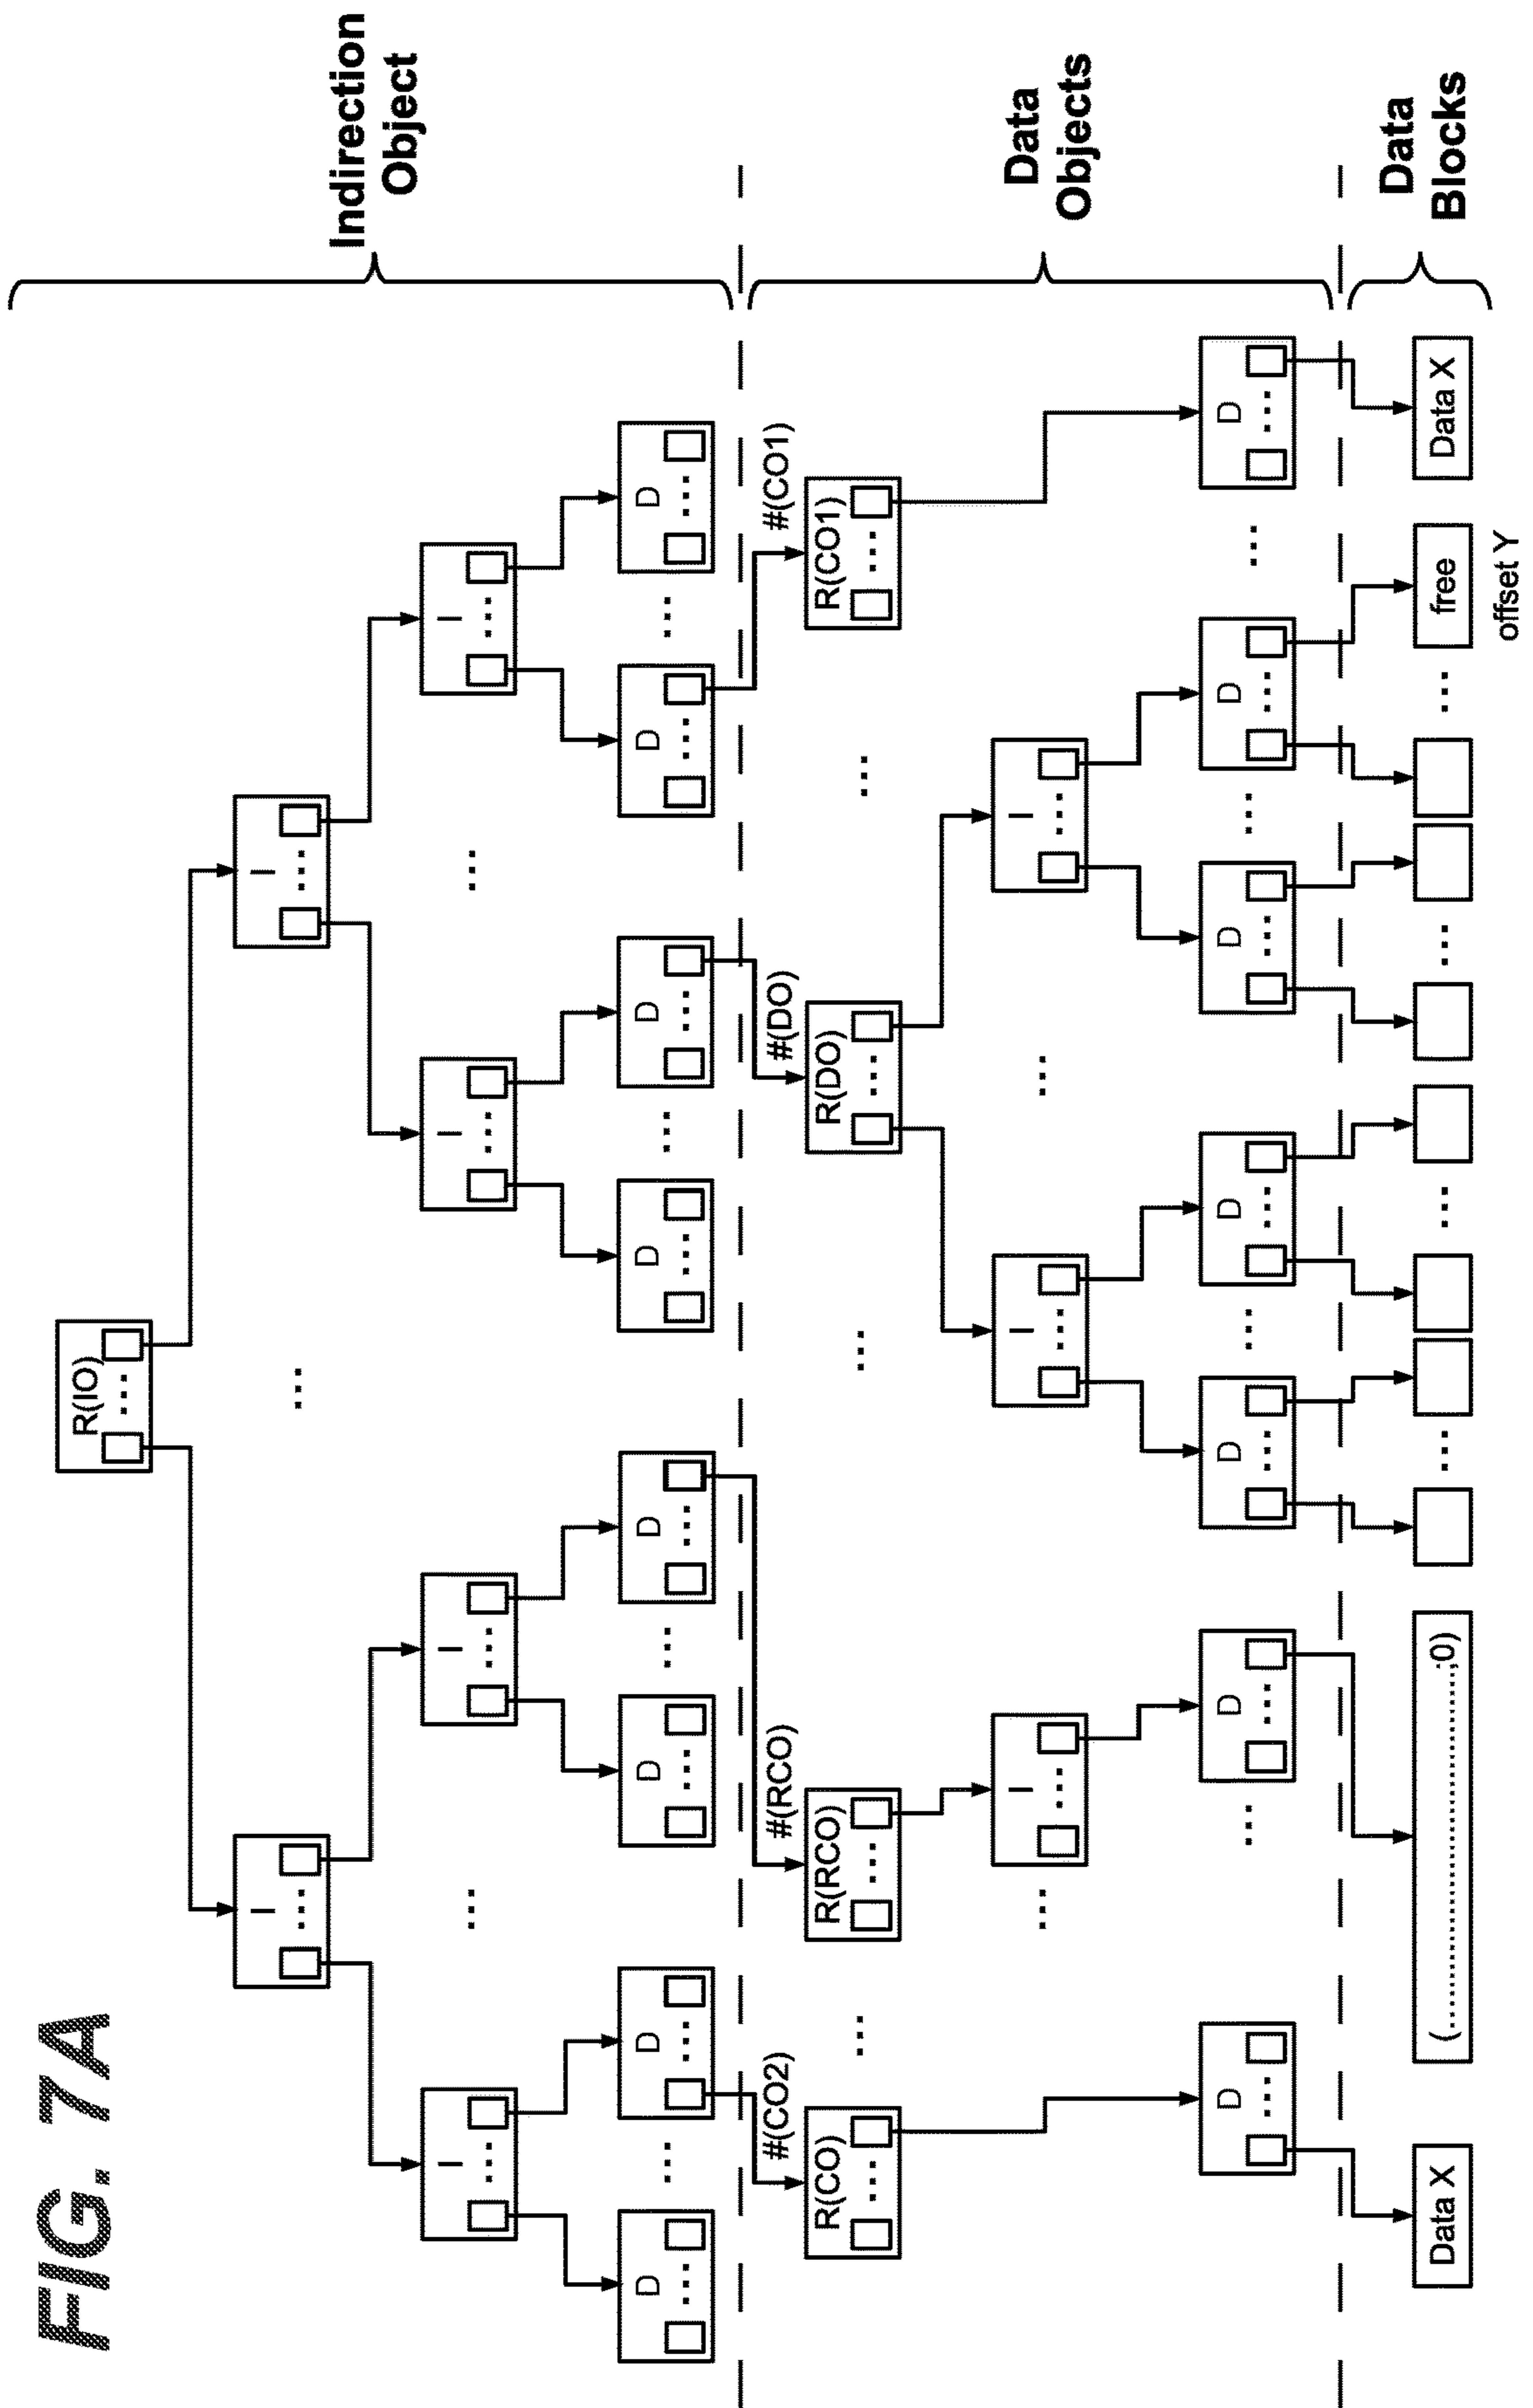 FIG. 7A
R(IO)
...
I
...
I
...
...
Indirection
Object
I
...
I
...
I
...
I
...
...
...
D
...
D
...
D
...
D
...
D
...
D
...
D
...
D
...
...
...
...
...
#(CO2)
#(RCO)
#(DO)
#(CO1)
R(CO)
...
R(RCO)
...
R(DO)
...
R(CO1)
...
...
...
...
Data
Objects
I
...
I
...
I
...
...
...
D
...
D
...
D
...
D
...
D
...
D
...
D
...
...
...
...
...
Data
Blocks
Data X
(........................................,0)
...
...
...
...
free
Data X
offset Y